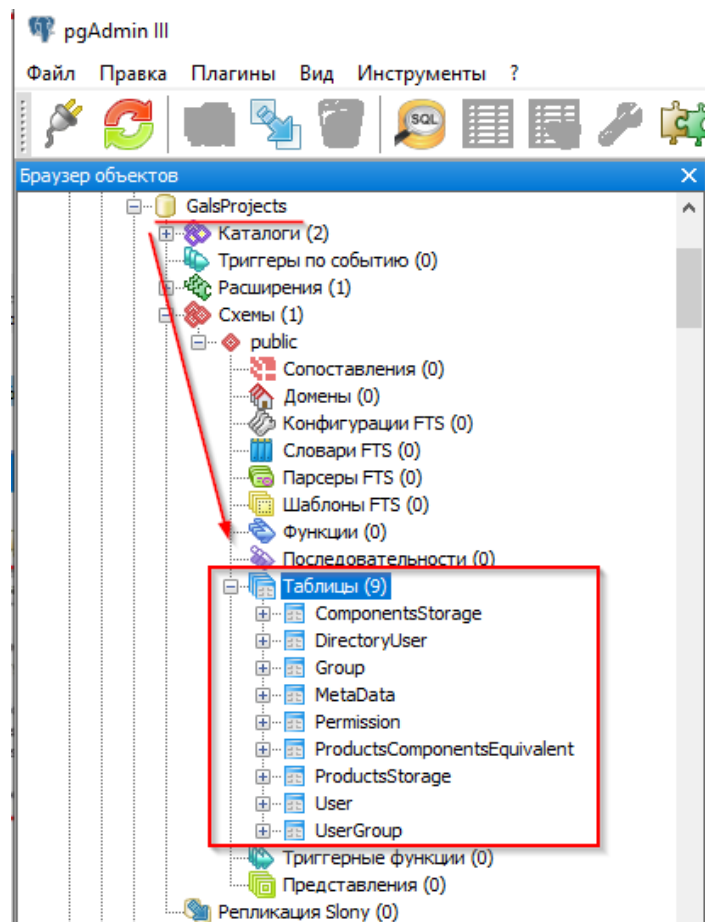 pgAdmin III
Файл Правка Плагины Вид Инструменты ?
SQL
Браузер объектов
GalsProjects
Каталоги (2)
Триггеры по событию (0)
Расширения (1)
Схемы (1)
public
Сопоставления (0)
Домены (0)
Конфигурации FTS (0)
Словари FTS (0)
Парсеры FTS (0)
Шаблоны FTS (0)
Функции (0)
Последовательности (0)
Таблицы (9)
ComponentsStorage
DirectoryUser
Group
MetaData
Permission
ProductsComponentsEquivalent
ProductsStorage
User
UserGroup
Триггерные функции (0)
Представления (0)
Репликация Slony (0)